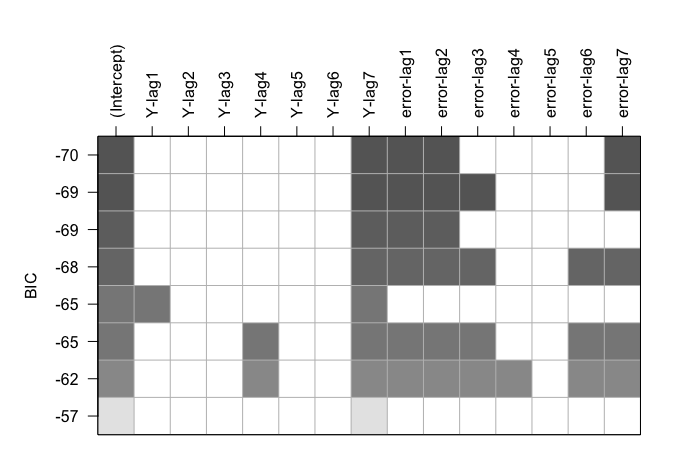 (Intercept)
Y-lag1
Y-lag2
Y-lag3
Y-lag4
Y-lag5
Y-lag6
Y-lag7
error-lag1
error-lag2
error-lag3
error-lag4
error-lag5
error-lag6
error-lag7
BIC
-70
-69
-69
-68
-65
-65
-62
-57